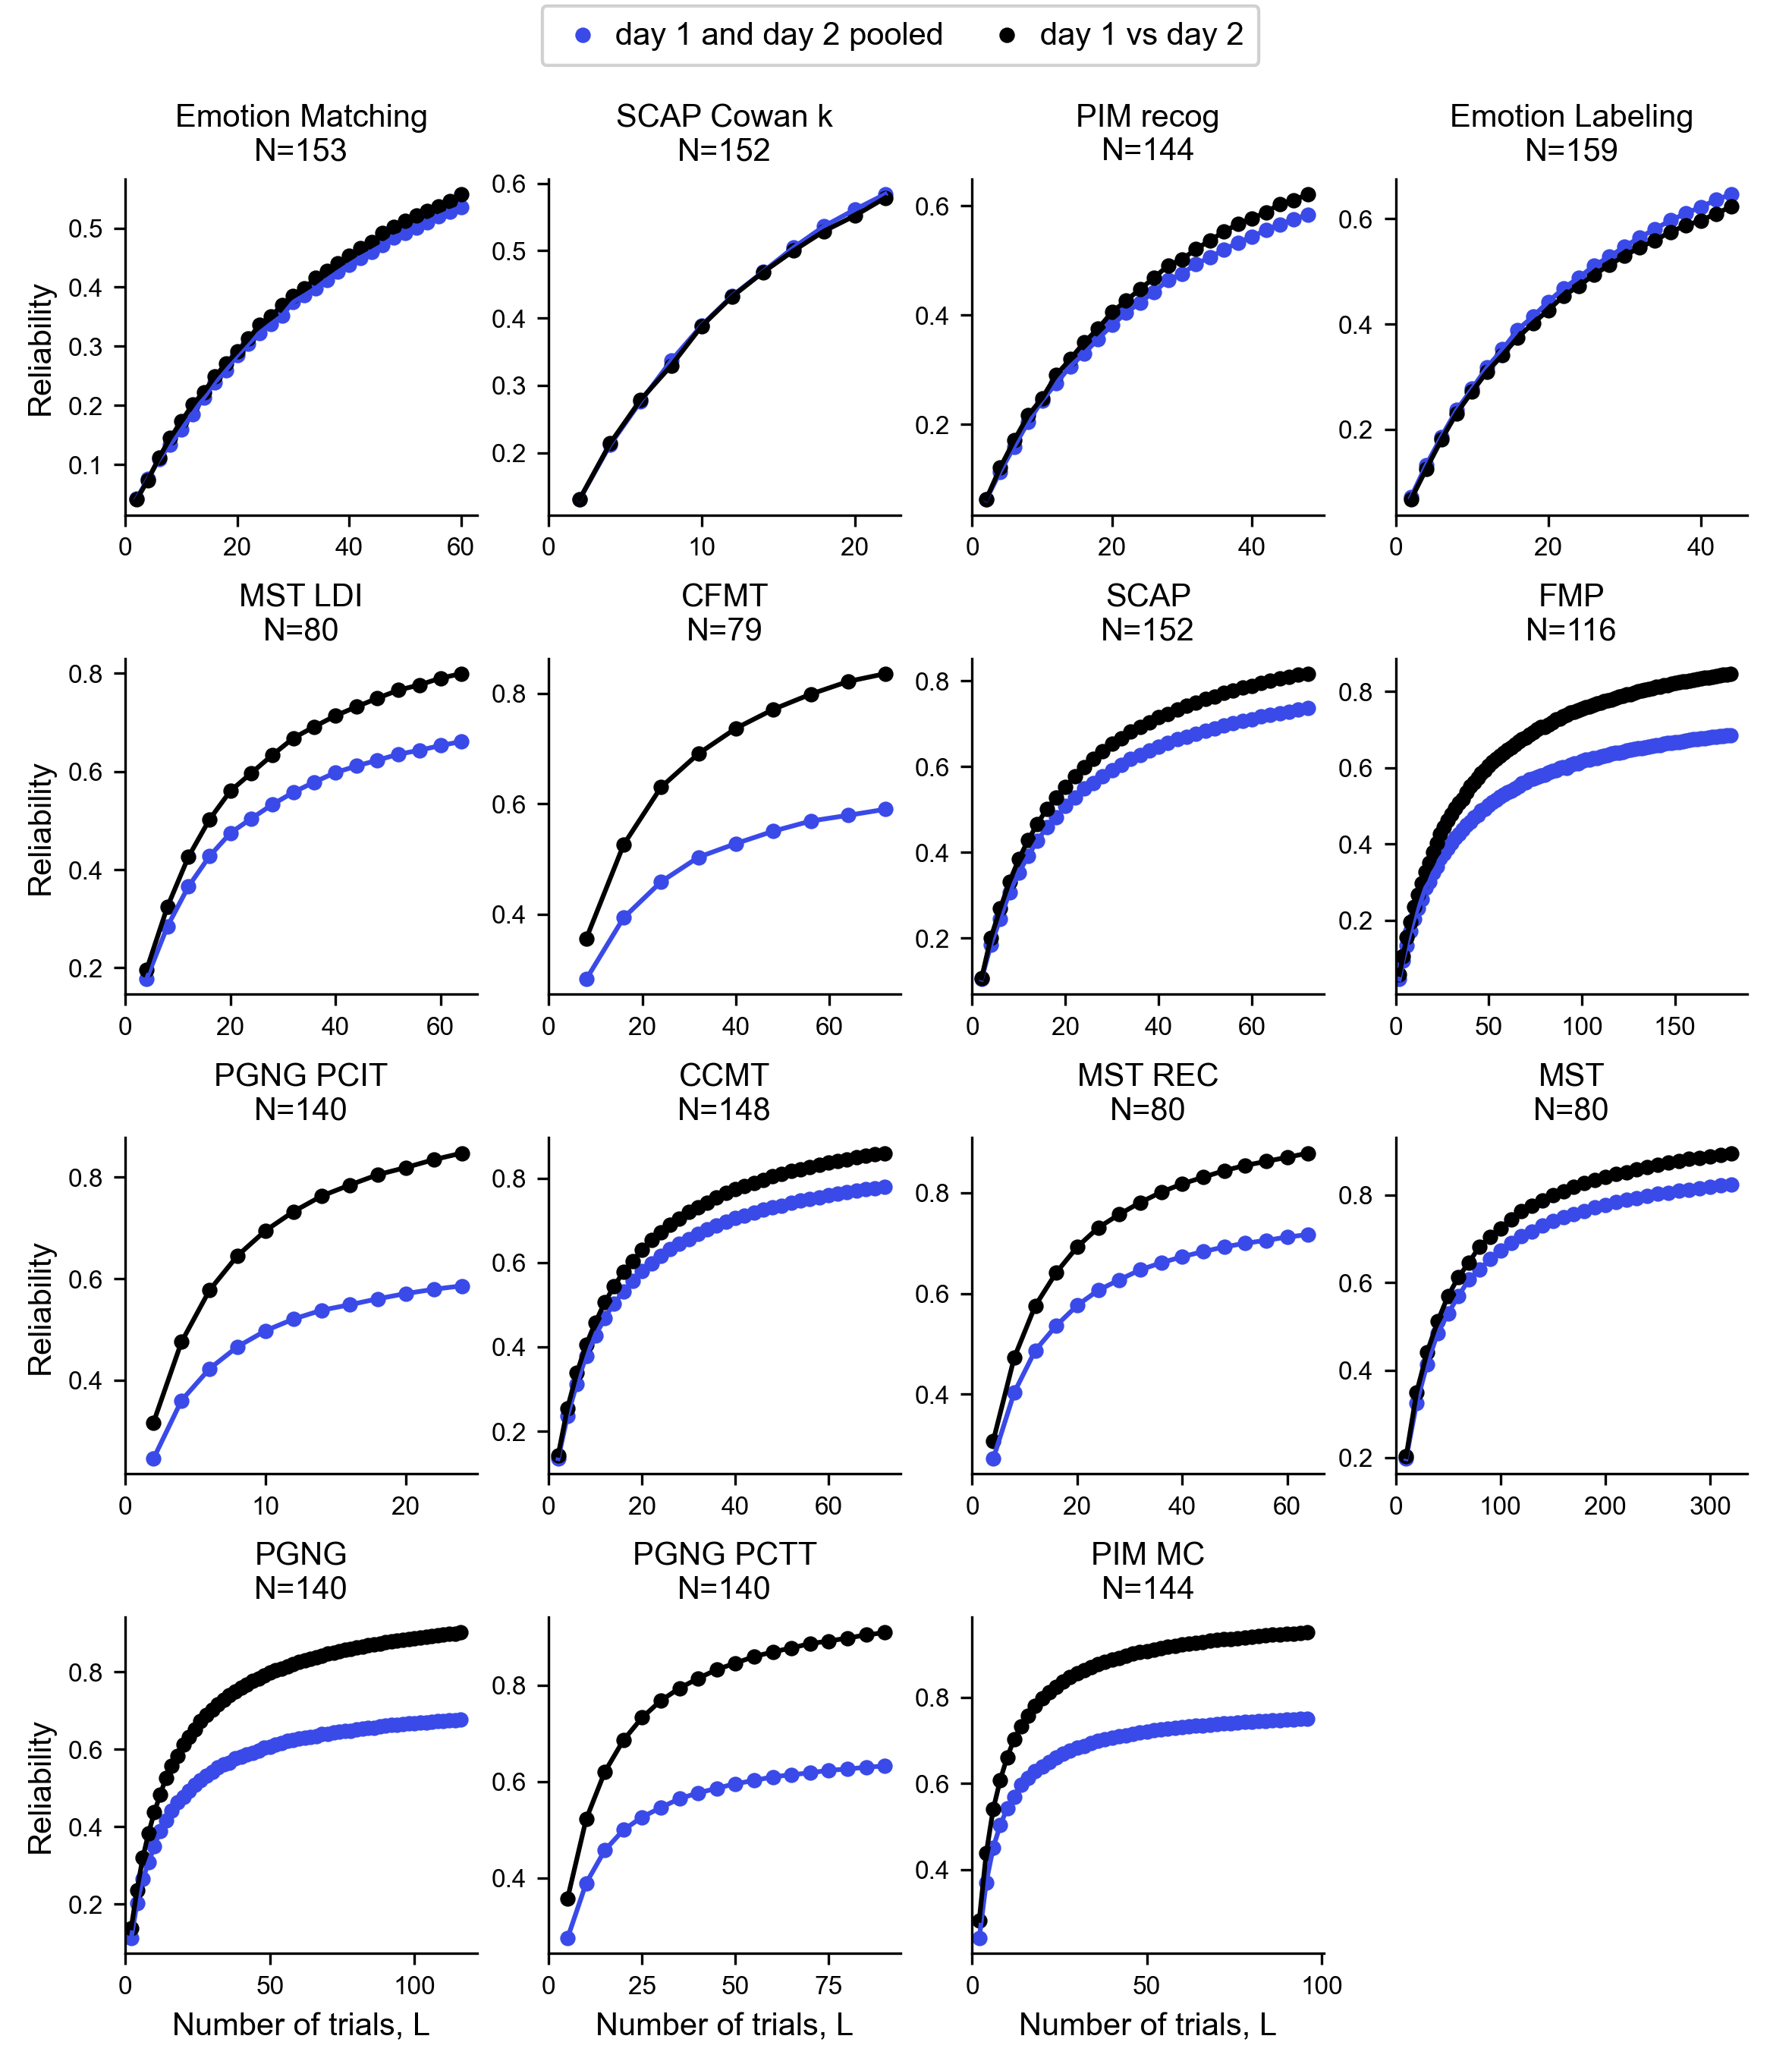 day 1 and day 2 pooled day 1 vs day 2
Emotion Matching
N=153
Reliability
0.5
0.4
0.3
0.2
0.1
0 20 40 60
SCAP Cowan k
N=152
0.6
0.5
0.4
0.3
0.2
0 10 20
PIM recog
N=144
0.6
0.4
0.2
0 20 40
Emotion Labeling
N=159
0.6
0.4
0.2
0 20 40
MST LDI
N=80
Reliability
0.8
0.6
0.4
0.2
0 20 40 60
CFMT
N=79
0.8
0.6
0.4
0 20 40 60
SCAP
N=152
0.8
0.6
0.4
0.2
0 20 40 60
FMP
N=116
0.8
0.6
0.4
0.2
0 50 100 150
PGNG PCIT
N=140
Reliability
0.8
0.6
0.4
0 10 20
CCMT
N=148
0.8
0.6
0.4
0.2
0 20 40 60
MST REC
N=80
0.8
0.6
0.4
0 20 40 60
MST
N=80
0.8
0.6
0.4
0.2
0 100 200 300
PGNG
N=140
Reliability
0.8
0.6
0.4
0.2
0 50 100
Number of trials, L
PGNG PCTT
N=140
0.8
0.6
0.4
0 25 50 75
Number of trials, L
PIM MC
N=144
0.8
0.6
0.4
0 50 100
Number of trials, L